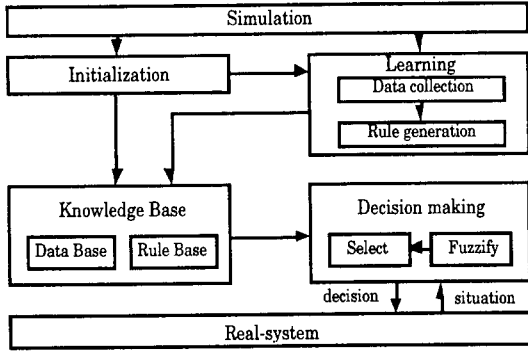 Simulation
Initialization
Learning
Data collection
Rule generation
Knowledge Base
Data Base
Rule Base
Decision making
Select
Fuzzify
decision
situation
Real-system